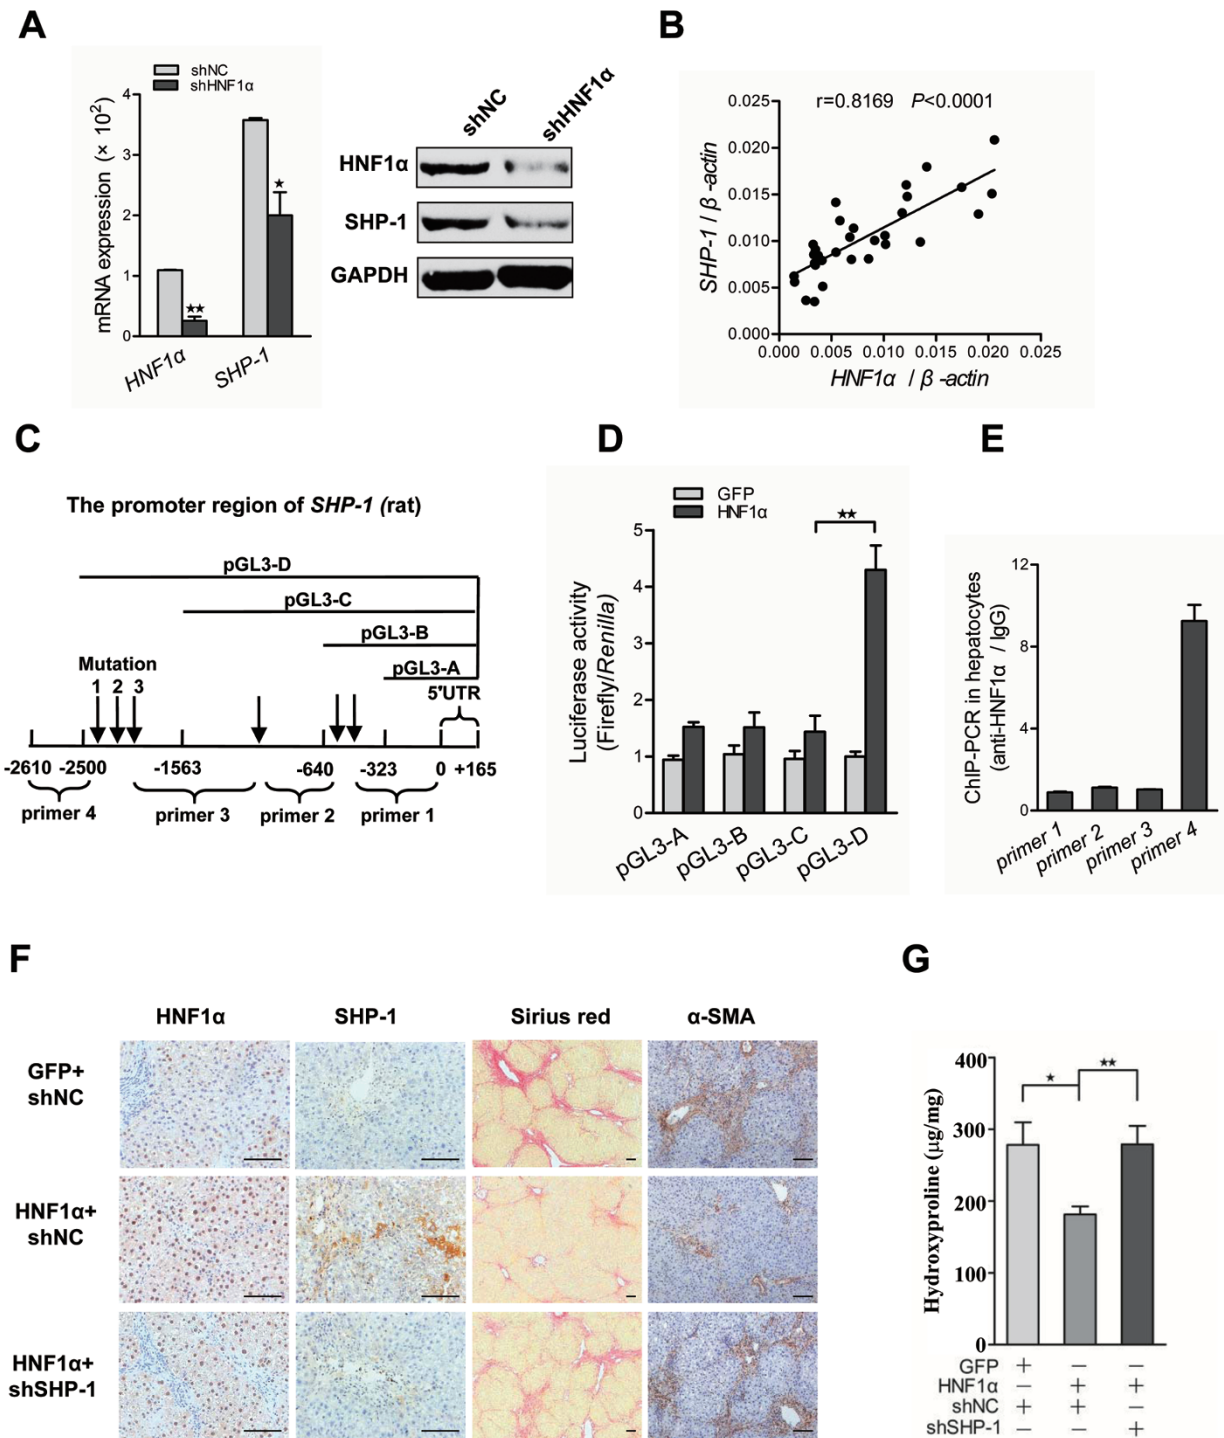 A
shNC
shHNF1α
mRNA expression (× 10²)
4
3
2
1
0
★★
★
HNF1α
SHP-1
shNC
shHNF1α
HNF1α
SHP-1
GAPDH
B
r=0.8169 P<0.0001
SHP-1 / β -actin
0.025
0.020
0.015
0.010
0.005
0.000
0.000 0.005 0.010 0.015 0.020 0.025
HNF1α / β -actin
C
The promoter region of SHP-1 (rat)
pGL3-D
pGL3-C
pGL3-B
pGL3-A
Mutation
1 2 3
5'UTR
-2610 -2500 -1563 -640 -323 0 +165
primer 4 primer 3 primer 2 primer 1
D
GFP
HNF1α
★★
Luciferase activity
(Firefly/Renilla)
5
4
3
2
1
0
pGL3-A
pGL3-B
pGL3-C
pGL3-D
E
ChIP-PCR in hepatocytes
(anti-HNF1α / IgG)
12
8
4
0
primer 1
primer 2
primer 3
primer 4
F
HNF1α SHP-1 Sirius red α-SMA
GFP+
shNC
HNF1α+
shNC
HNF1α+
shSHP-1
G
Hydroxyproline (μg/mg)
400
300
200
100
0
★
★★
GFP + − −
HNF1α − + +
shNC + + −
shSHP-1 − − +